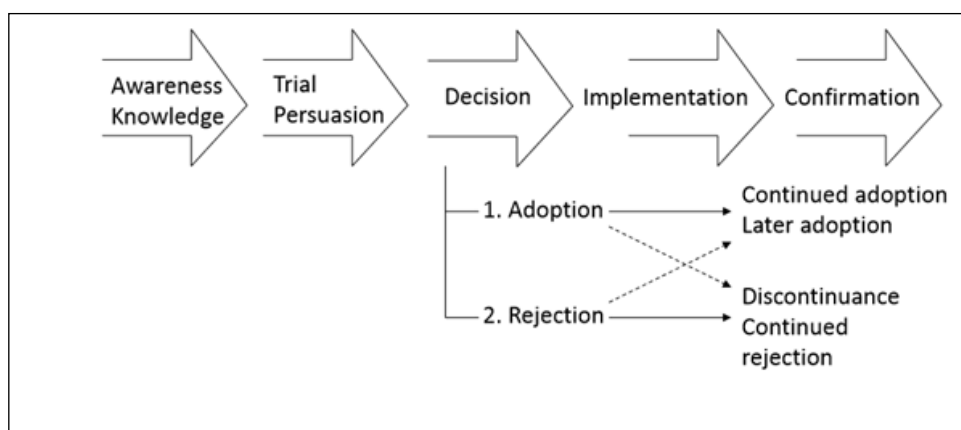 Awareness
Knowledge
Trial
Persuasion
Decision
Implementation
Confirmation
1. Adoption
2. Rejection
Continued adoption
Later adoption
Discontinuance
Continued
rejection